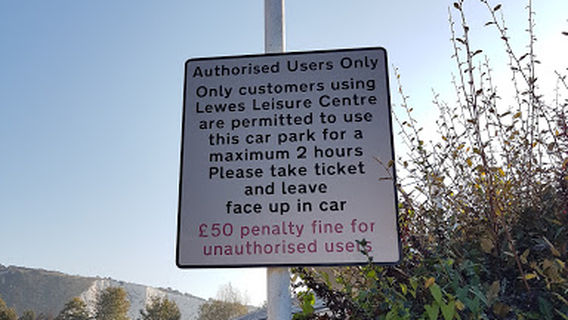 Authorised Users Only
Only customers using
Lewes Leisure Centre
are permitted to use
this car park for a
maximum 2 hours
Please take ticket
and leave
face up in car
£50 penalty fine for
unauthorised users